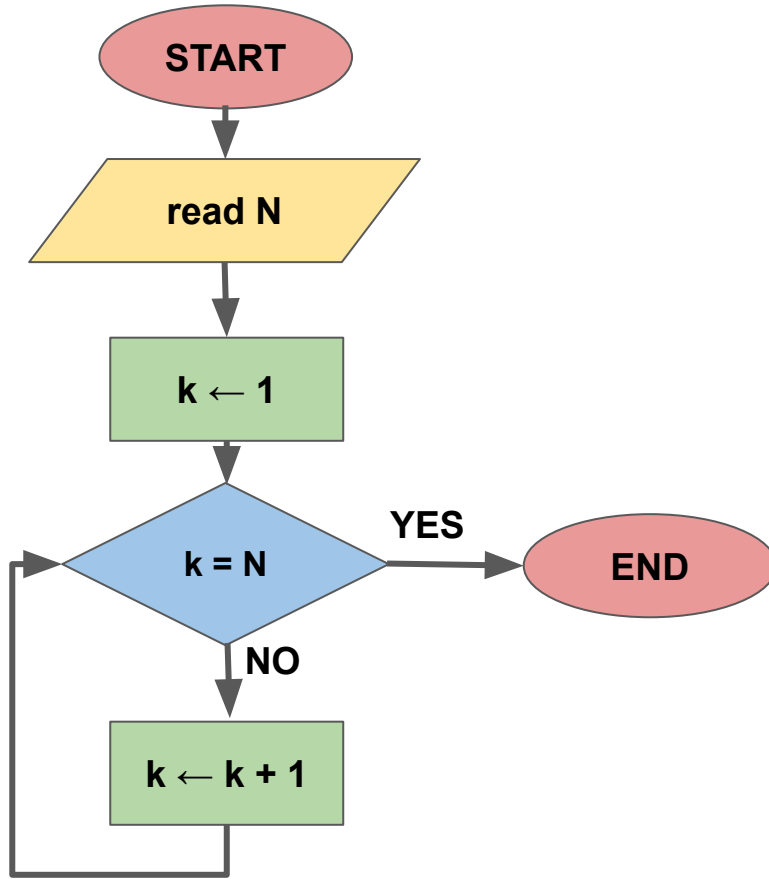 START
read N
k ← 1
k = N
YES
END
NO
k ← k + 1